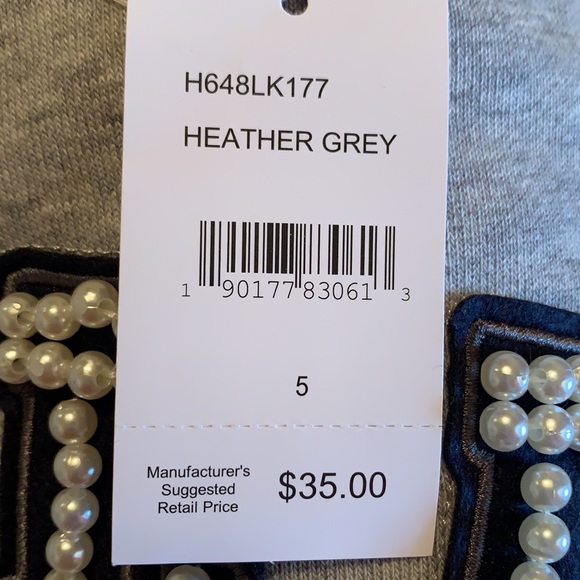 H648LK177
HEATHER GREY
1 90177 83061 3
5
Manufacturer's
Suggested
Retail Price
$35.00